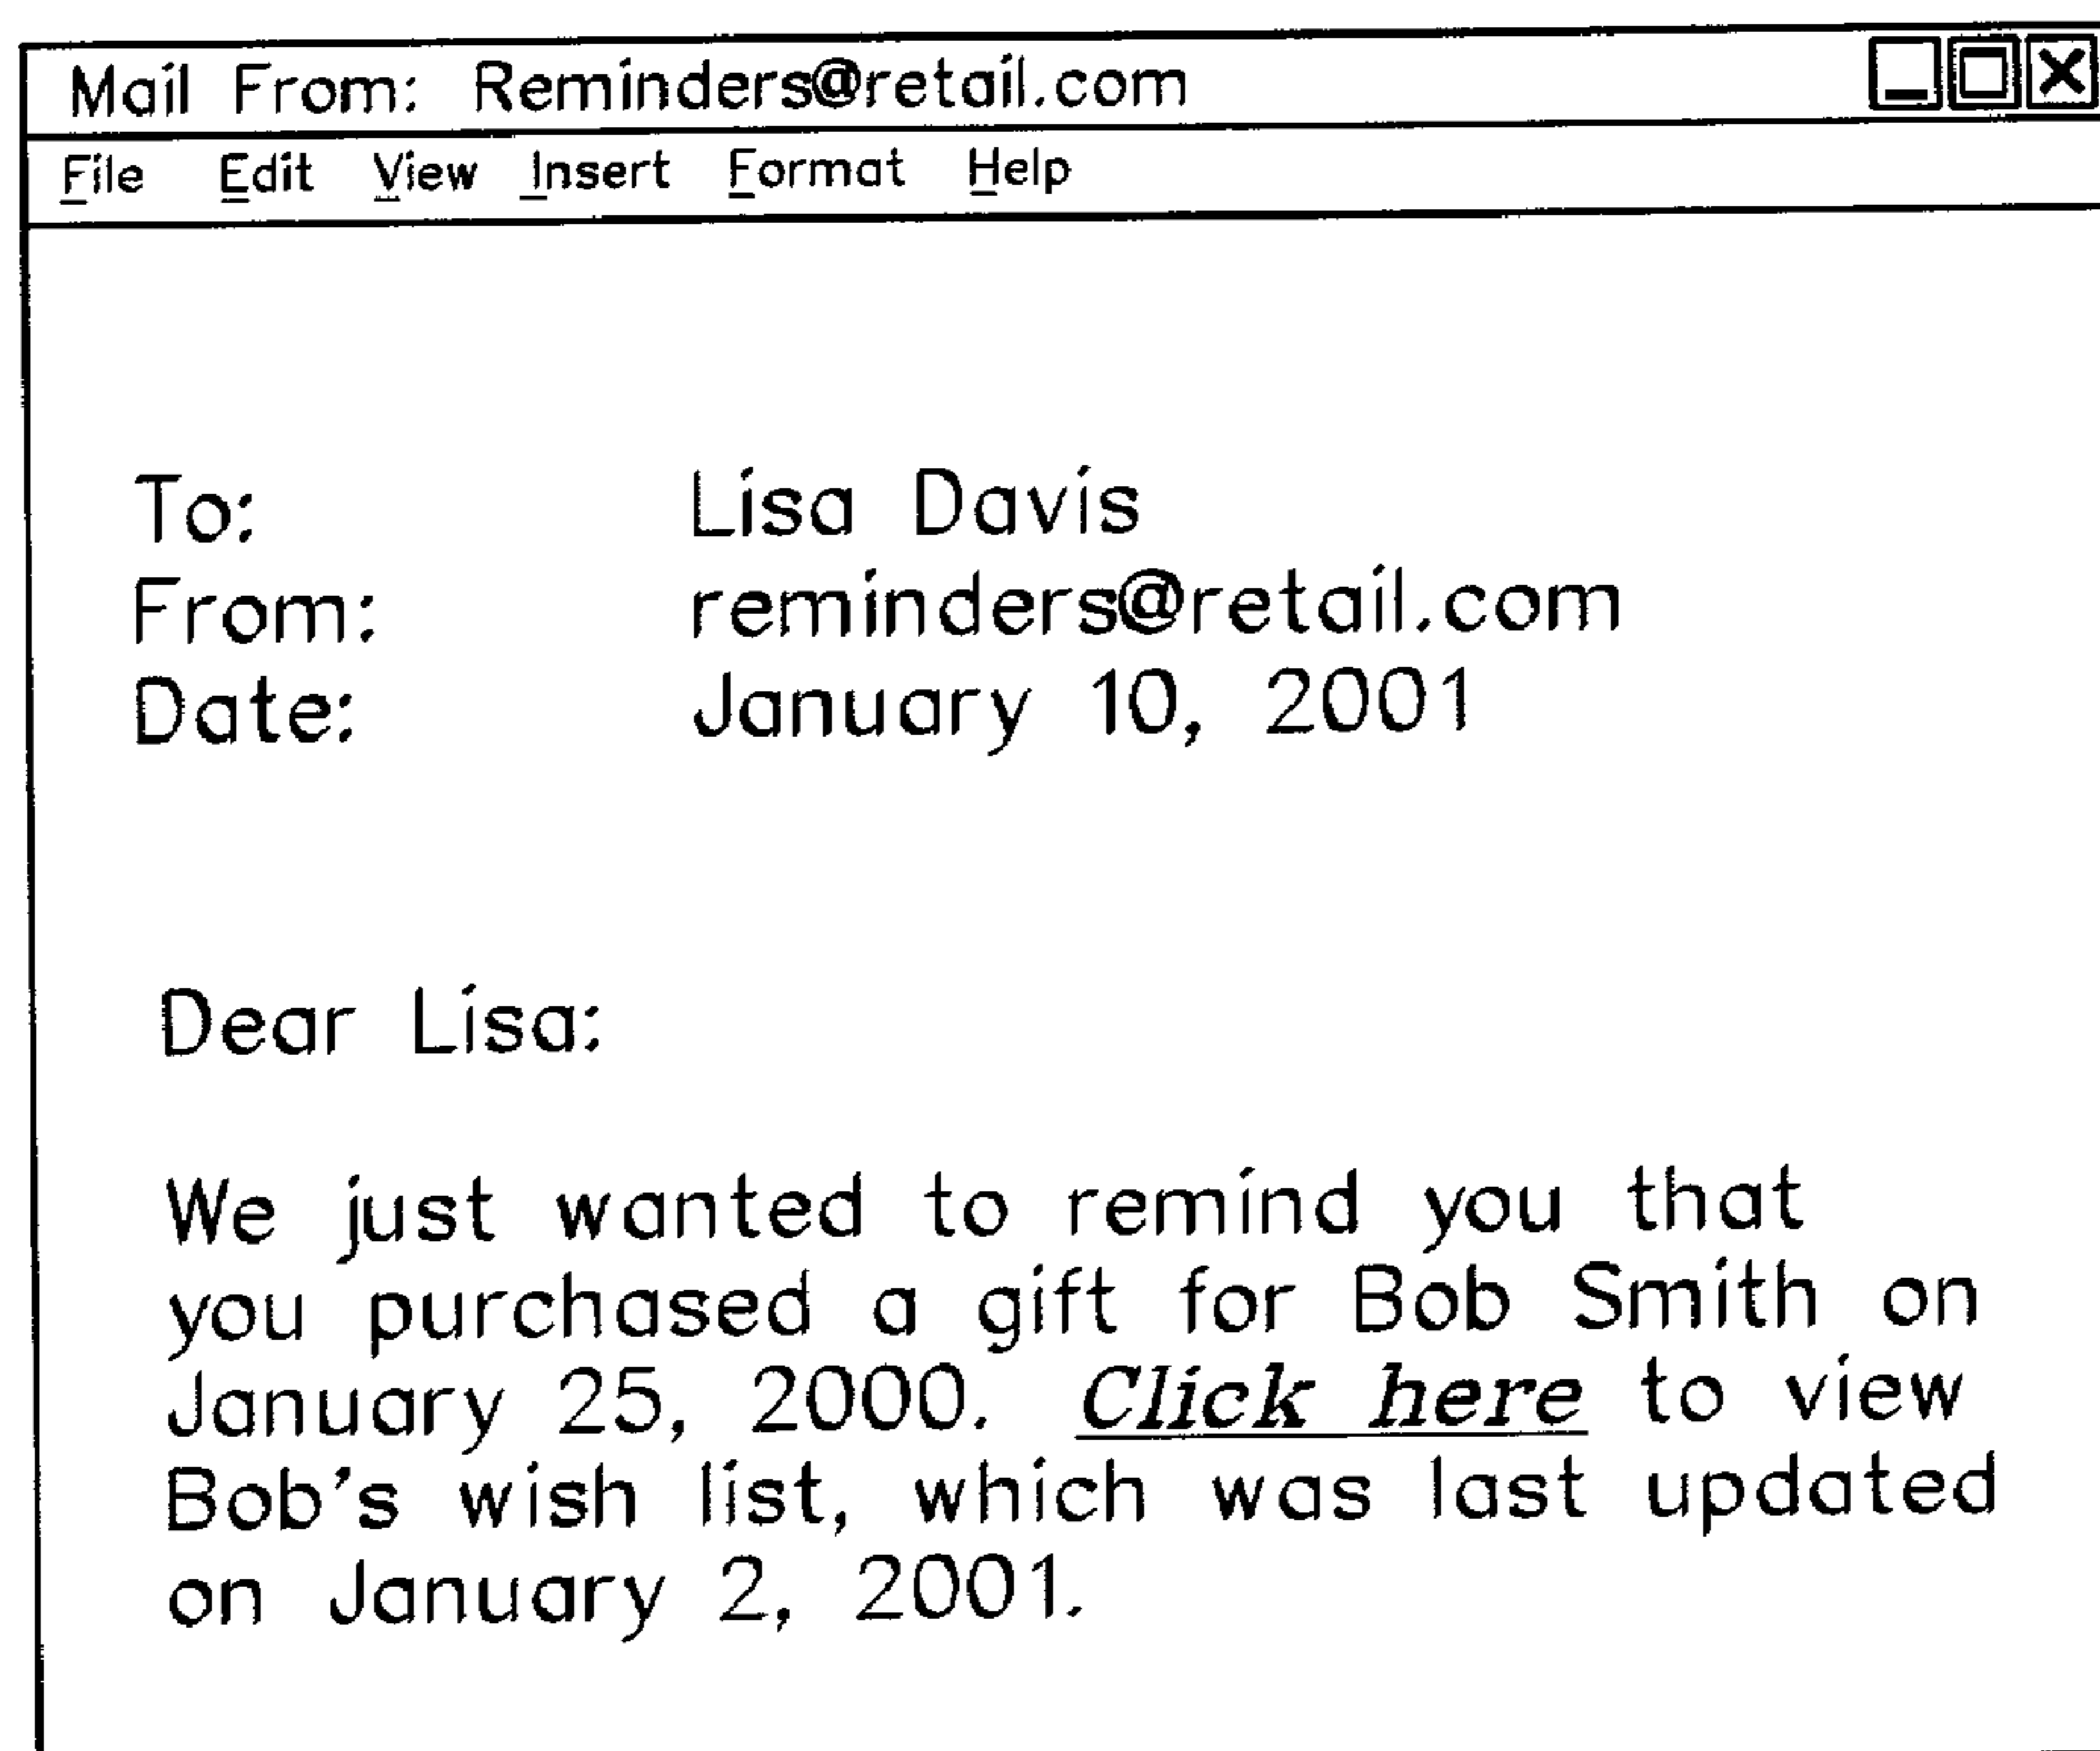 Mail From: Reminders@retail.com
File Edit View Insert Format Help
To: Lisa Davis
From: reminders@retail.com
Date: January 10, 2001
Dear Lisa:
We just wanted to remind you that
you purchased a gift for Bob Smith on
January 25, 2000. Click here to view
Bob's wish list, which was last updated
on January 2, 2001.